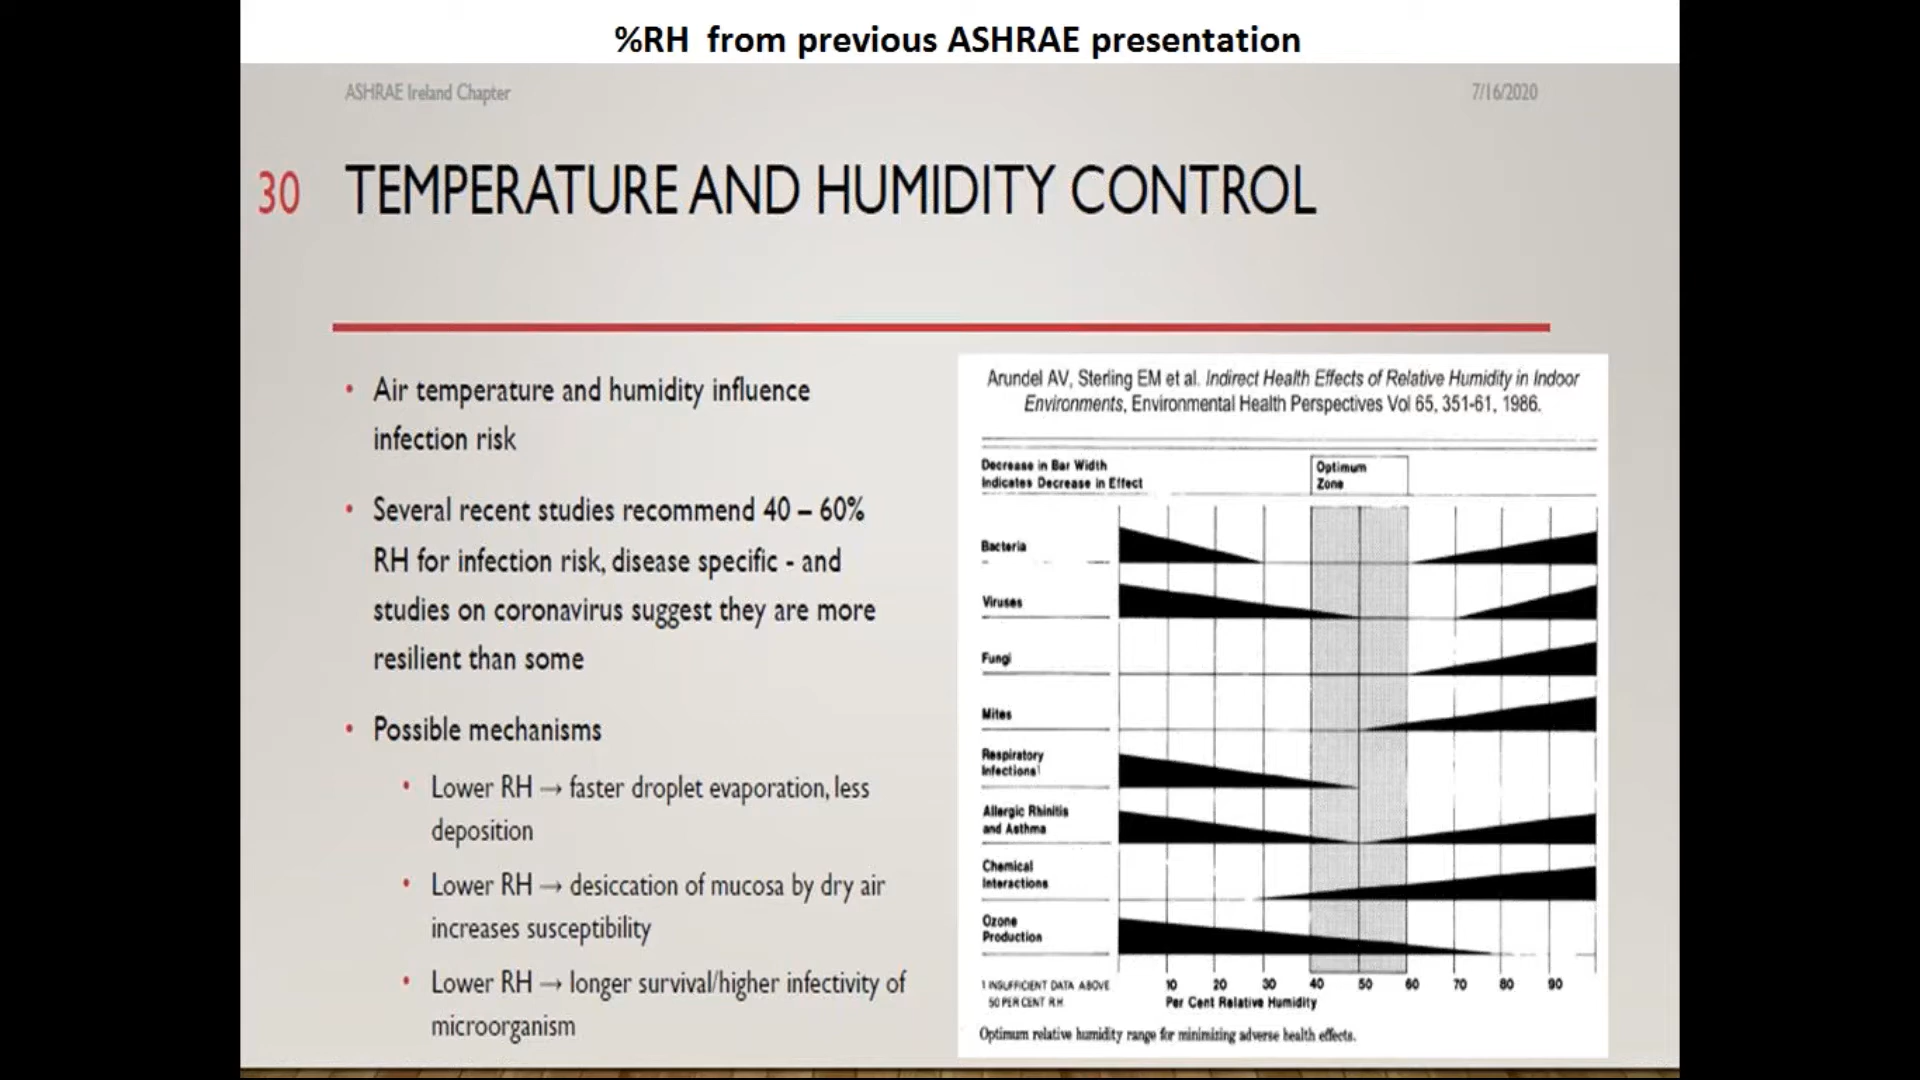 %RH from previous ASHRAE presentation
ASHRAE Ireland Chapter
7/16/2020
30 TEMPERATURE AND HUMIDITY CONTROL
• Air temperature and humidity influence
infection risk
• Several recent studies recommend 40 – 60%
RH for infection risk, disease specific - and
studies on coronavirus suggest they are more
resilient than some
• Possible mechanisms
• Lower RH → faster droplet evaporation, less
deposition
• Lower RH → desiccation of mucosa by dry air
increases susceptibility
• Lower RH → longer survival/higher infectivity of
microorganism
Arundel AV, Sterling EM et al. Indirect Health Effects of Relative Humidity in Indoor
Environments, Environmental Health Perspectives Vol 65, 351-61, 1986.
Decrease in Bar Width
Indicates Decrease in Effect
Optimum
Zone
Bacteria
Viruses
Fungi
Mites
Respiratory
Infections¹
Allergic Rhinitis
and Asthma
Chemical
Interactions
Ozone
Production
1 INSUFFICIENT DATA ABOVE
50 PER CENT R.H.
10 20 30 40 50 60 70 80 90
Per Cent Relative Humidity
Optimum relative humidity range for minimizing adverse health effects.